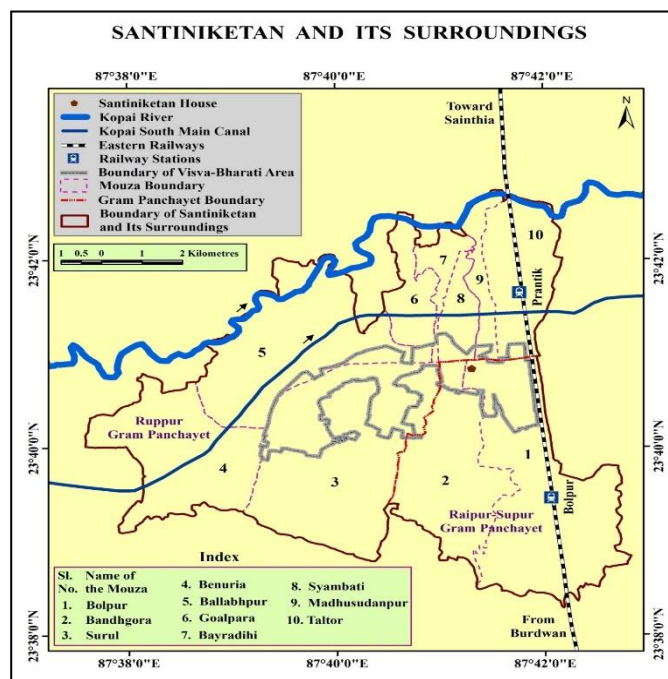 SANTINIKETAN AND ITS SURROUNDINGS
87°38'0"E 87°40'0"E 87°42'0"E
Santiniketan House
Kopai River
Kopai South Main Canal
Eastern Railways
Railway Stations
Boundary of Visva-Bharati Area
Mouza Boundary
Gram Panchayet Boundary
Boundary of Santiniketan
and Its Surroundings
Toward
Sainthia
N
1 0.5 0 1 2 Kilometres
23°42'0"N
23°42'0"N
10
7
9
6
8
Prantik
5
Ruppur
Gram Panchayet
23°40'0"N
23°40'0"N
4
3
2
1
Raipur-Supur
Gram Panchayet
Bolpur
Index
Sl. Name of
No. the Mouza
1. Bolpur
2. Bandhgora
3. Surul
4. Benuria
5. Ballabhpur
6. Goalpara
7. Bayradihi
8. Syambati
9. Madhusudanpur
10. Taltor
From
Burdwan
23°38'0"N
23°38'0"N
87°38'0"E 87°40'0"E 87°42'0"E